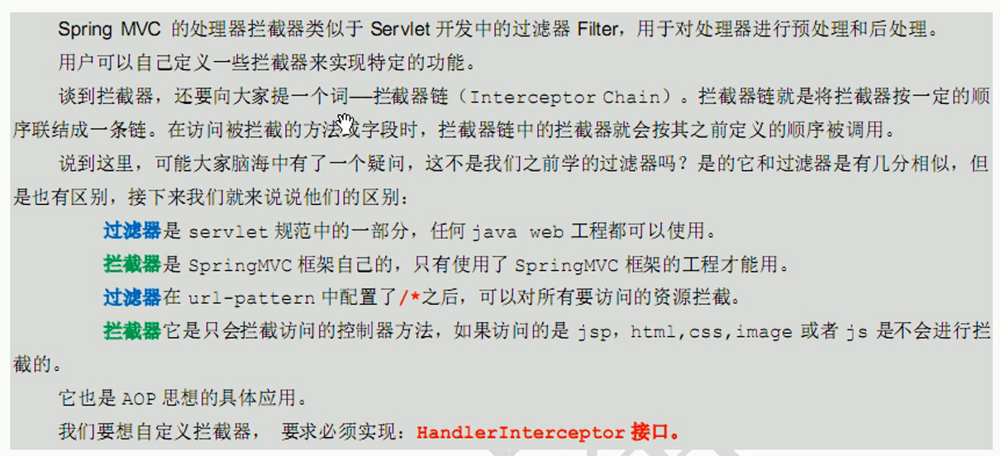 Spring MVC 的处理器拦截器类似于 Servlet 开发中的过滤器 Filter，用于对处理器进行预处理和后处理。
用户可以自己定义一些拦截器来实现特定的功能。
谈到拦截器，还要向大家提一个词——拦截器链（Interceptor Chain）。拦截器链就是将拦截器按一定的顺
序联结成一条链。在访问被拦截的方法或字段时，拦截器链中的拦截器就会按其之前定义的顺序被调用。
说到这里，可能大家脑海中有了一个疑问，这不是我们之前学的过滤器吗？是的它和过滤器是有几分相似，但
是也有区别，接下来我们就来说说他们的区别：
过滤器是 servlet 规范中的一部分，任何 java web 工程都可以使用。
拦截器是 SpringMVC 框架自己的，只有使用了 SpringMVC 框架的工程才能用。
过滤器在 url-pattern 中配置了/*之后，可以对所有要访问的资源拦截。
拦截器它是只会拦截访问的控制器方法，如果访问的是 jsp，html,css,image 或者 js 是不会进行拦
截的。
它也是 AOP 思想的具体应用。
我们要想自定义拦截器， 要求必须实现：HandlerInterceptor 接口。